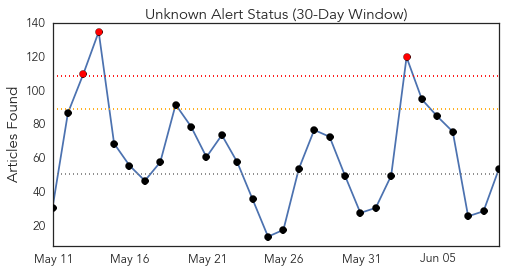 Unknown Alert Status (30-Day Window)
140
120
100
80
60
40
20
Articles Found
May 11
May 16
May 21
May 26
May 31
Jun 05